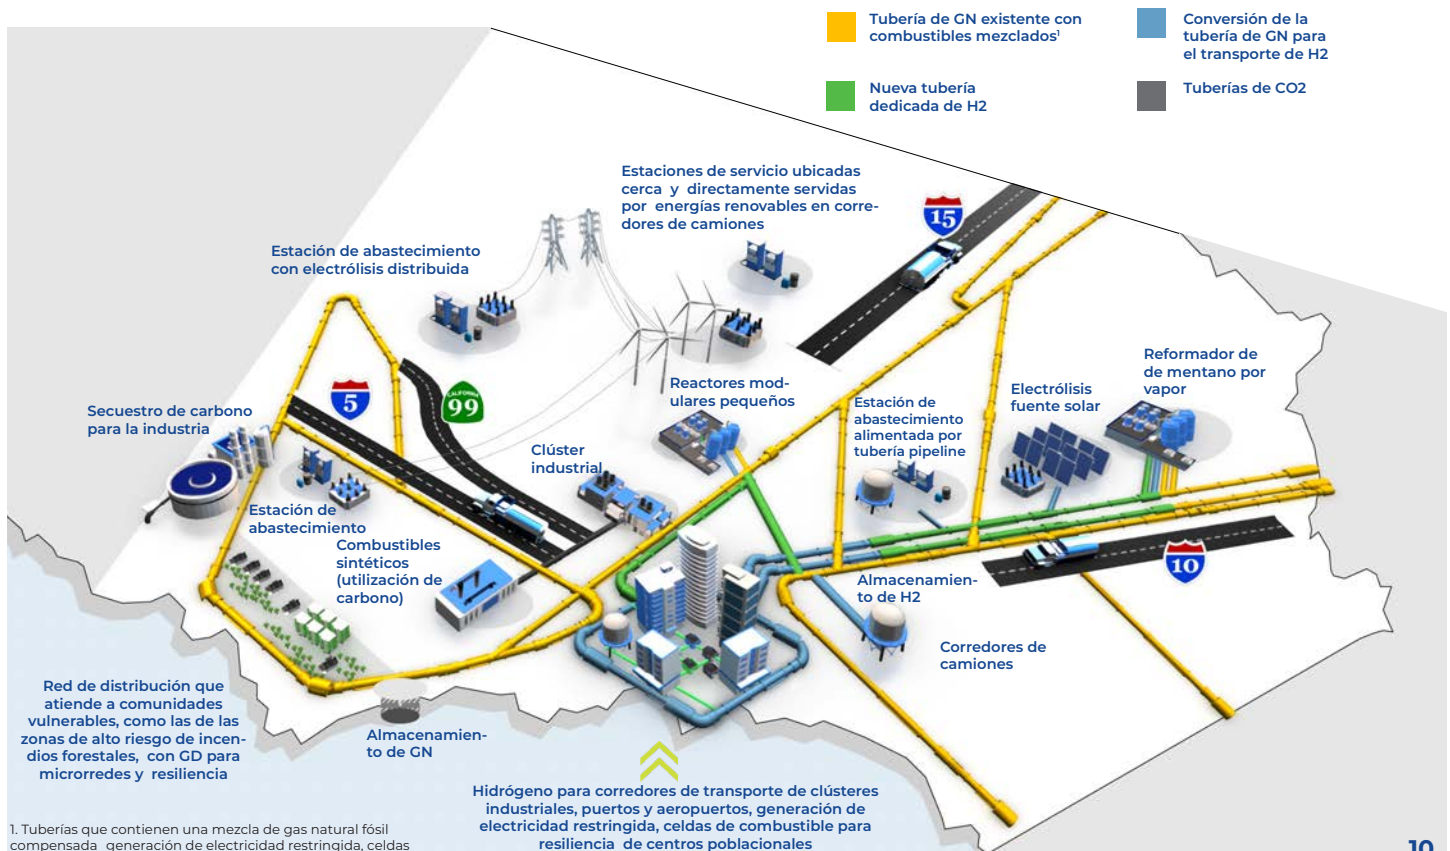 Tubería de GN existente con
combustibles mezclados¹
Conversión de la
tubería de GN para
el transporte de H2
Nueva tubería
dedicada de H2
Tuberías de CO2
Estaciones de servicio ubicadas
cerca y directamente servidas
por energías renovables en corre-
dores de camiones
15
Estación de abastecimiento
con electrólisis distribuida
Reformador de
de mentano por
vapor
Reactores mod-
ulares pequeños
Electrólisis
fuente solar
5
CALIFORNIA
99
Estación de
abastecimiento
alimentada por
tubería pipeline
Secuestro de carbono
para la industria
Clúster
industrial
Estación de
abastecimiento
Combustibles
sintéticos
(utilización de
carbono)
10
Almacenamien-
to de H2
Corredores de
camiones
Red de distribución que
atiende a comunidades
vulnerables, como las de las
zonas de alto riesgo de incen-
dios forestales, con GD para
microrredes y resiliencia
Almacenamien-
to de GN
Hidrógeno para corredores de transporte de clústeres
industriales, puertos y aeropuertos, generación de
electricidad restringida, celdas de combustible para
resiliencia de centros poblacionales
1. Tuberías que contienen una mezcla de gas natural fósil
compensada generación de electricidad restringida, celdas
10